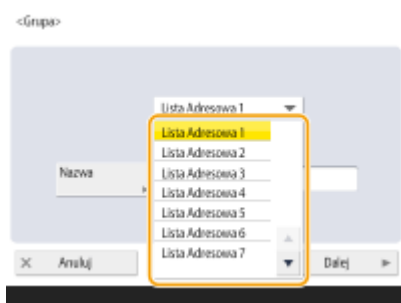 <Grupa>
Lista Adresowa 1
Lista Adresowa 1
Lista Adresowa 2
Lista Adresowa 3
Nazwa
Lista Adresowa 4
Lista Adresowa 5
Lista Adresowa 6
Lista Adresowa 7
Anuluj
Dalej